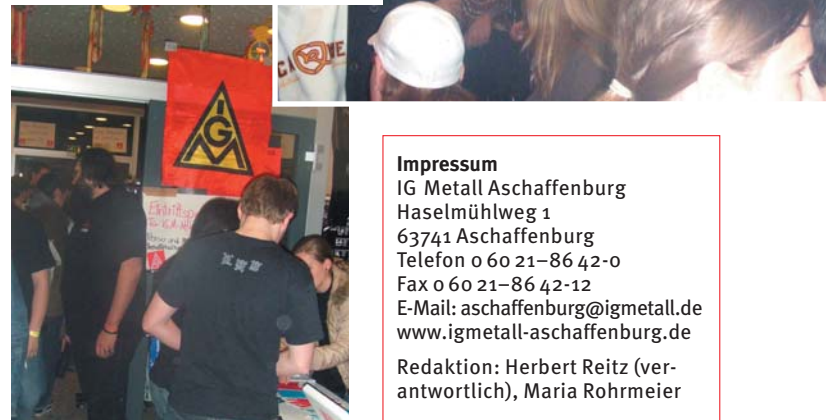 IGM
Eintrittsp
Impressum
IG Metall Aschaffenburg
Haselmühlweg 1
63741 Aschaffenburg
Telefon 0 60 21–86 42-0
Fax 0 60 21–86 42-12
E-Mail: aschaffenburg@igmetall.de
www.igmetall-aschaffenburg.de
Redaktion: Herbert Reitz (ver-
antwortlich), Maria Rohrmeier